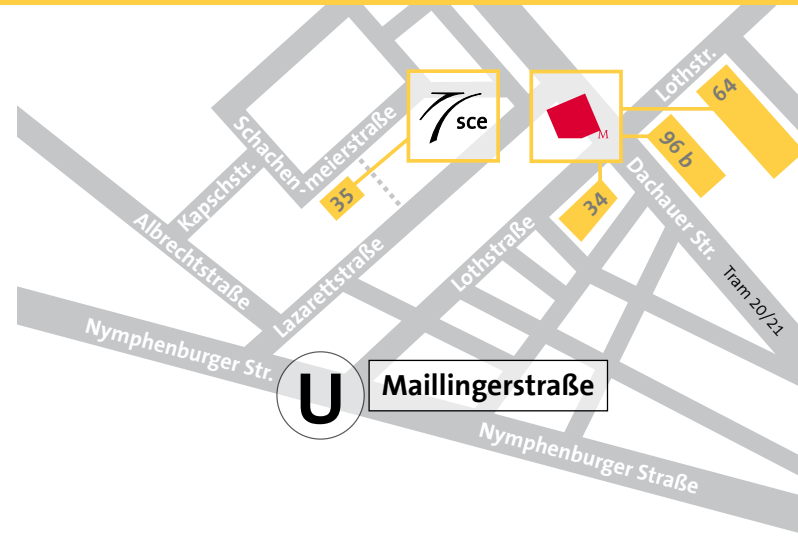 Lothstr.
64
sce
M
96 b
Schachen-
meierstraße
35
34
Kapschstr.
Dachauer Str.
Albrechtstraße
Lazarettstraße
Lothstraße
Tram 20/21
Nymphenburger Str.
U
Maillingerstraße
Nymphenburger Straße